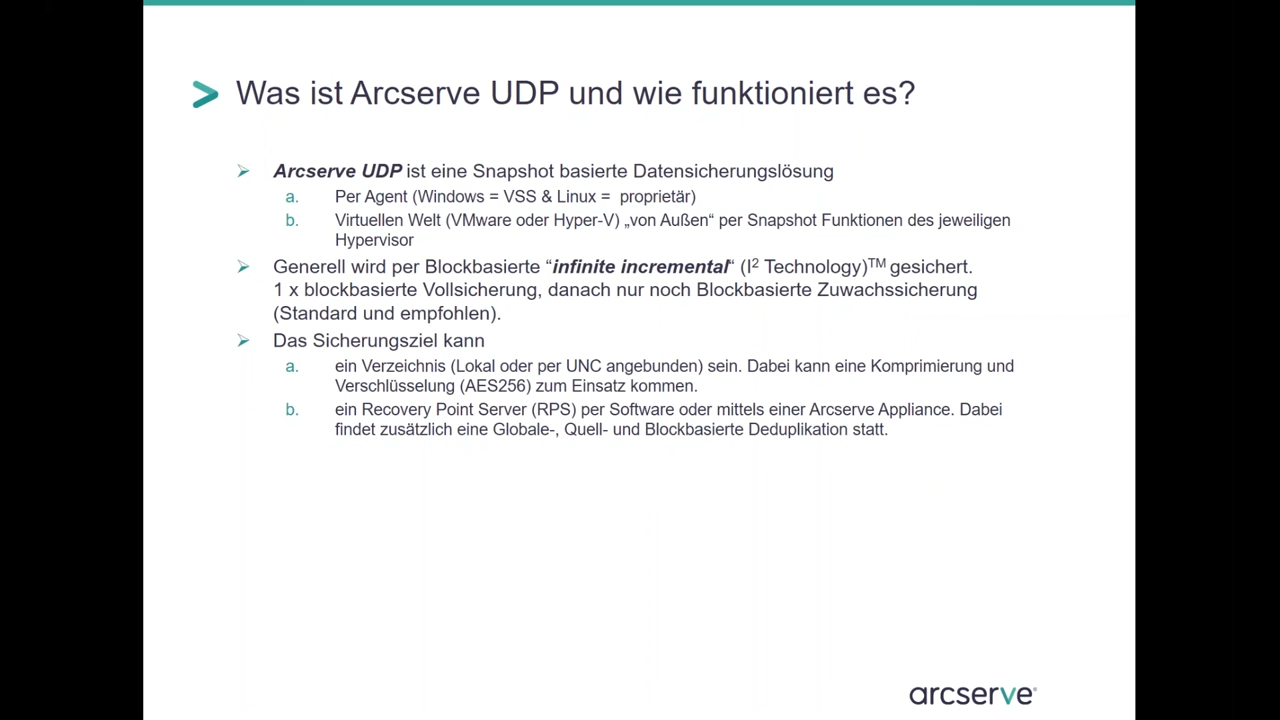 Was ist Arcserve UDP und wie funktioniert es?
Arcserve UDP ist eine Snapshot basierte Datensicherungslösung
a. Per Agent (Windows = VSS & Linux = proprietär)
b. Virtuellen Welt (VMware oder Hyper-V) „von Außen“ per Snapshot Funktionen des jeweiligen
Hypervisor
Generell wird per Blockbasierte “infinite incremental“ (I² Technology)™ gesichert.
1 x blockbasierte Vollsicherung, danach nur noch Blockbasierte Zuwachssicherung
(Standard und empfohlen).
Das Sicherungsziel kann
a. ein Verzeichnis (Lokal oder per UNC angebunden) sein. Dabei kann eine Komprimierung und
Verschlüsselung (AES256) zum Einsatz kommen.
b. ein Recovery Point Server (RPS) per Software oder mittels einer Arcserve Appliance. Dabei
findet zusätzlich eine Globale-, Quell- und Blockbasierte Deduplikation statt.
arcserve®